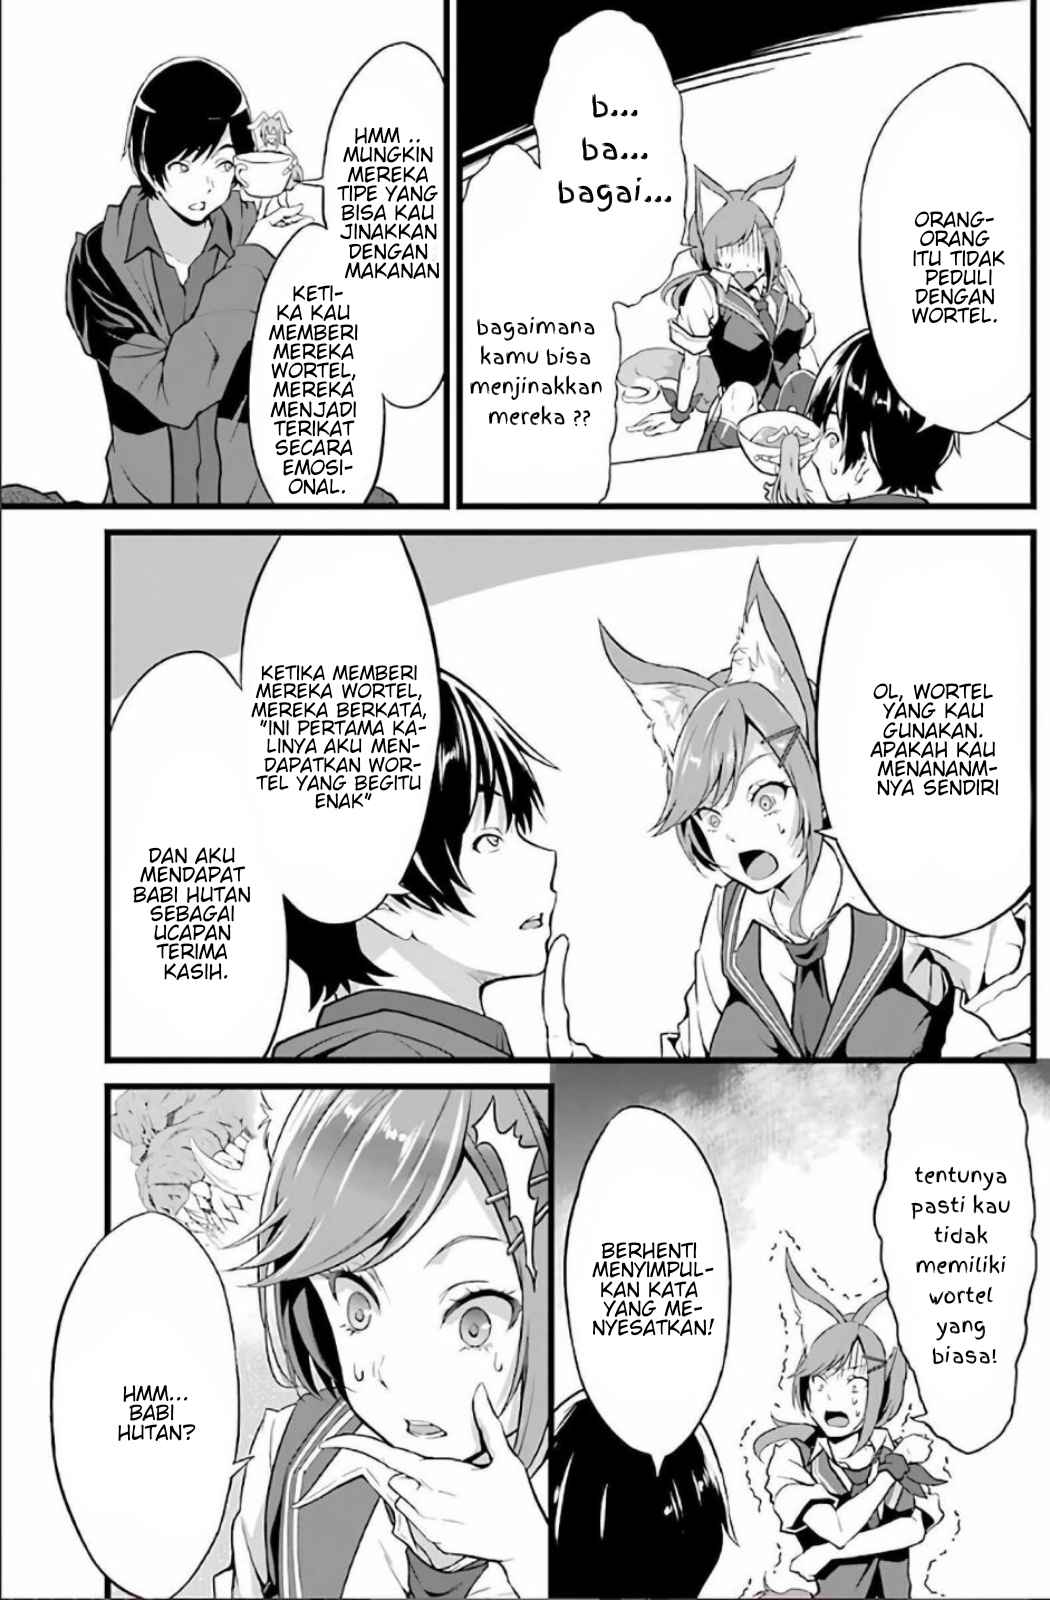 ORANG-
ORANG
ITU TIDAK
PEDULI
DENGAN
WORTEL.
b...
ba...
bagai...
bagaimana
kamu bisa
menjinakkan
mereka ??
HMM ..
MUNGKIN
MEREKA
TIPE YANG
BISA KAU
JINAKKAN
DENGAN
MAKANAN
KETI-
KA KAU
MEMBERI
MEREKA
WORTEL,
MEREKA
MENJADI
TERIKAT
SECARA
EMOSI-
ONAL.
OI, WORTEL
YANG KAU
GUNAKAN.
APAKAH KAU
MENANANM-
NYA SENDIRI
KETIKA MEMBERI
MEREKA WORTEL,
MEREKA BERKATA,
"INI PERTAMA KA-
LINYA AKU MEN-
DAPATKAN WOR-
TEL YANG BEGITU
ENAK"
DAN AKU
MENDAPAT
BABI HUTAN
SEBAGAI
UCAPAN
TERIMA
KASIH.
tentunya
pasti kau
tidak
memiliki
wortel
yang
biasa!
BERHENTI
MENYIMPUL-
KAN KATA
YANG ME-
NYESATKAN!
HMM...
BABI
HUTAN?